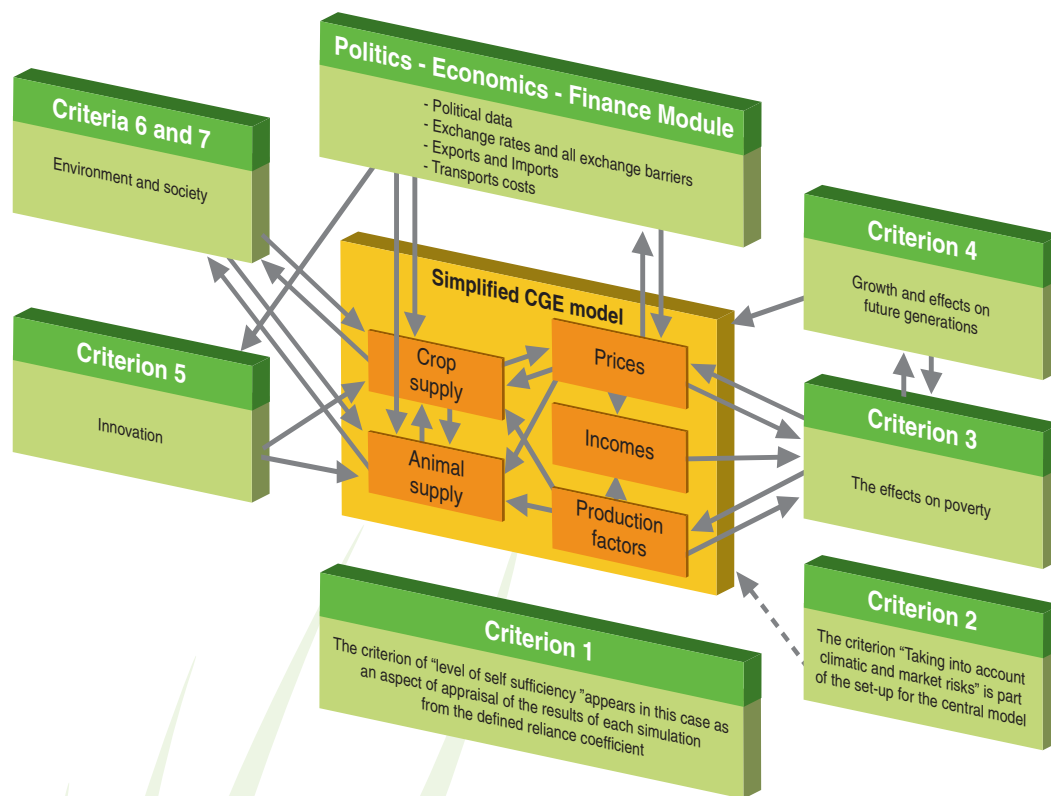 Politics - Economics - Finance Module
- Political data
- Exchange rates and all exchange barriers
- Exports and Imports
- Transports costs
Criteria 6 and 7
Environment and society
Criterion 4
Growth and effects on
future generations
Simplified CGE model
Crop
supply
Prices
Criterion 5
Innovation
Animal
supply
Incomes
Production
factors
Criterion 3
The effects on poverty
Criterion 1
The criterion of “level of self sufficiency ”appears in this case as
an aspect of appraisal of the results of each simulation
from the defined reliance coefficient
Criterion 2
The criterion “Taking into account
climatic and market risks” is part
of the set-up for the central model